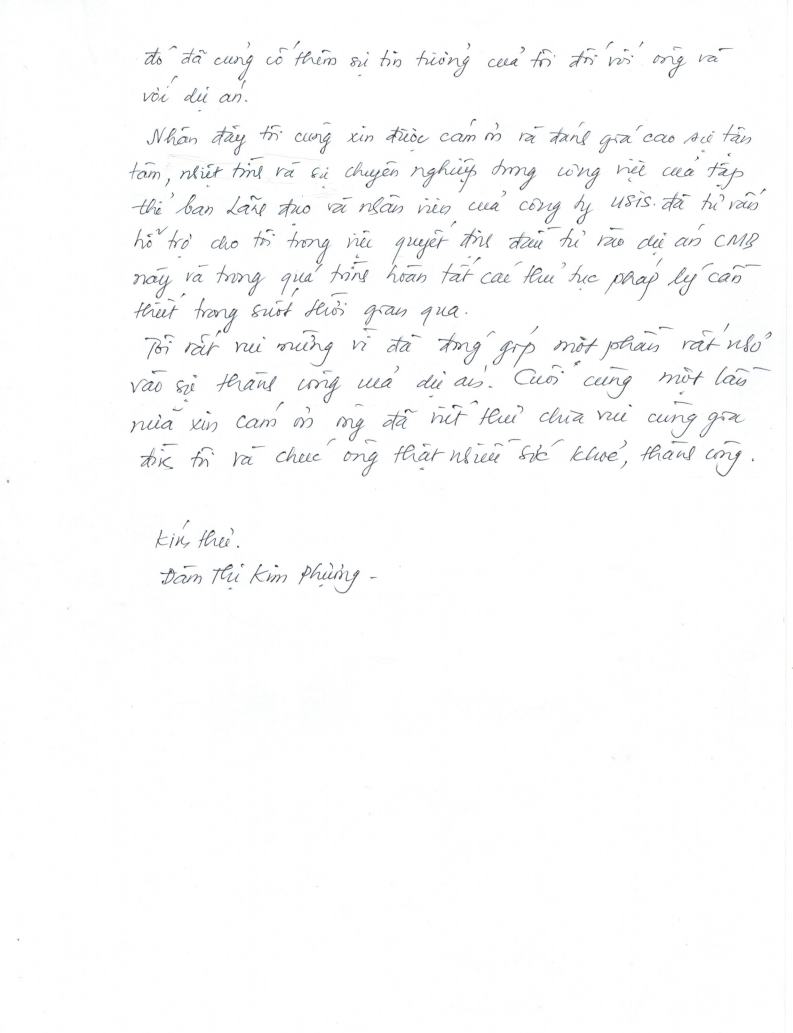 đó đã củng cố thêm sự tin tưởng của tôi đối với ông và
với dự án.
Nhân đây tôi cũng xin được cảm ơn và đánh giá cao sự tận
tâm, nhiệt tình và sự chuyên nghiệp trong công việc của tập
thể ban lãnh đạo và nhân viên của công ty USIS. đã tư vấn
hỗ trợ cho tôi trong việc quyết định đầu tư vào dự án CMB
này và trong quá trình hoàn tất các thủ tục pháp lý cần
thiết trong suốt thời gian qua.
Tôi rất vui mừng vì đã đóng góp một phần rất nhỏ
vào sự thành công của dự án. Cuối cùng một lần
nữa xin cảm ơn ông đã viết thư chia vui cùng gia
đình tôi và chúc ông thật nhiều sức khoẻ, thành công.
Kính thư.
Đàm Thị Kim Phượng -